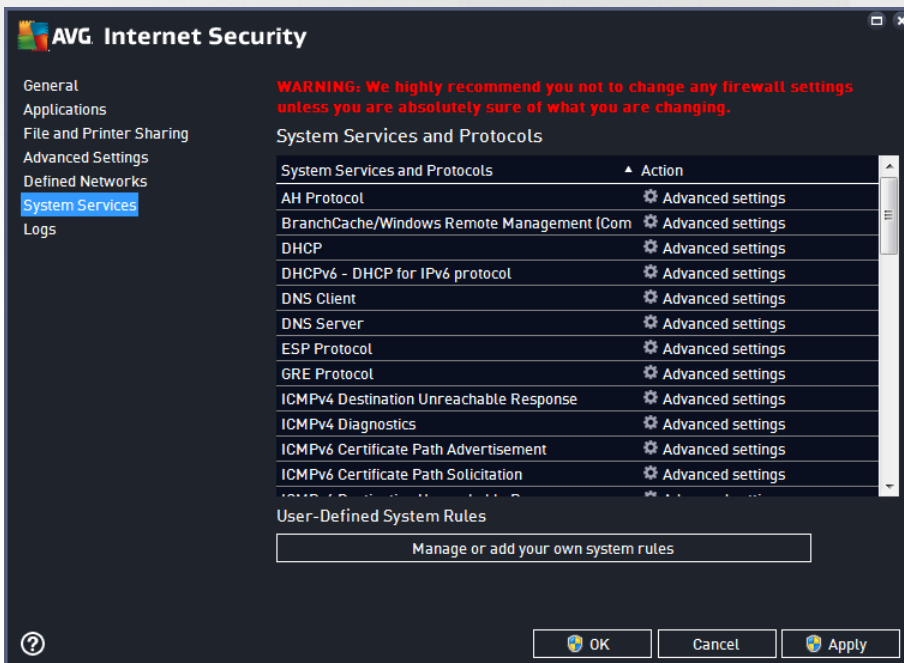 AVG Internet Security
General
Applications
File and Printer Sharing
Advanced Settings
Defined Networks
System Services
Logs
WARNING: We highly recommend you not to change any firewall settings
unless you are absolutely sure of what you are changing.
System Services and Protocols
System Services and Protocols Action
AH Protocol Advanced settings
BranchCache/Windows Remote Management (Com Advanced settings
DHCP Advanced settings
DHCPv6 - DHCP for IPv6 protocol Advanced settings
DNS Client Advanced settings
DNS Server Advanced settings
ESP Protocol Advanced settings
GRE Protocol Advanced settings
ICMPv4 Destination Unreachable Response Advanced settings
ICMPv4 Diagnostics Advanced settings
ICMPv6 Certificate Path Advertisement Advanced settings
ICMPv6 Certificate Path Solicitation Advanced settings
User-Defined System Rules
Manage or add your own system rules
OK
Cancel
Apply